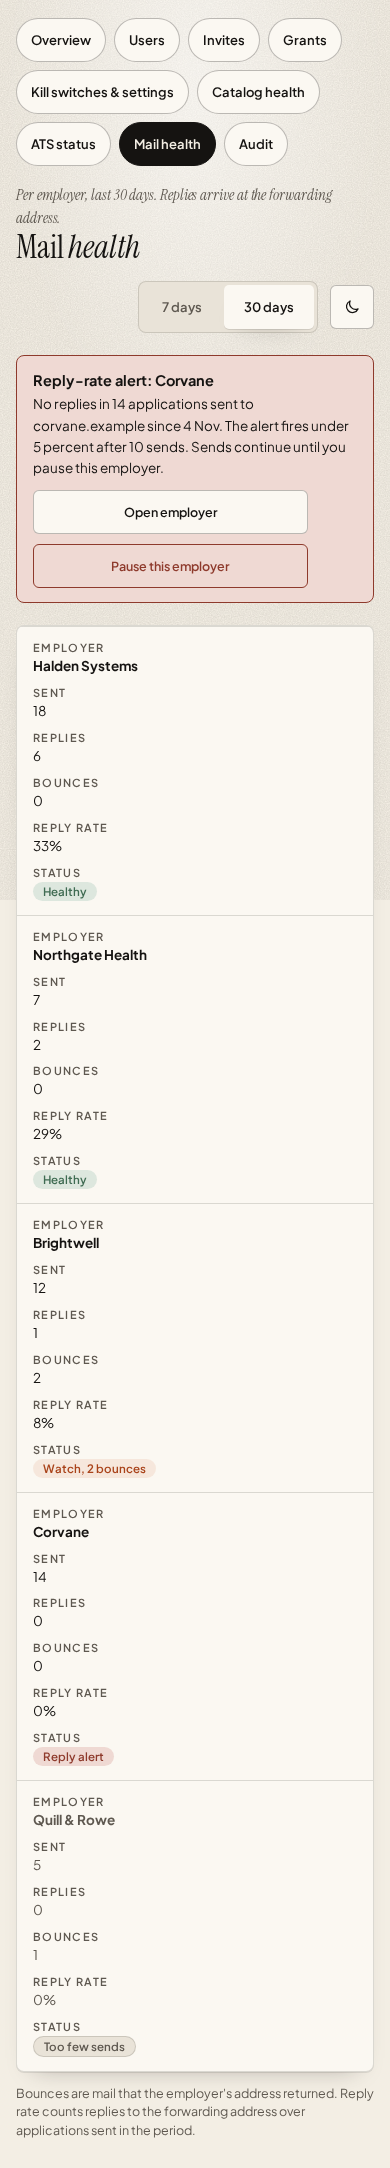 Overview
Users
Invites
Grants
Kill switches & settings
Catalog health
ATS status
Mail health
Audit
Per employer, last 30 days. Replies arrive at the forwarding
address.
Mail health
7 days
30 days
Reply-rate alert: Corvane
No replies in 14 applications sent to
corvane.example since 4 Nov. The alert fires under
5 percent after 10 sends. Sends continue until you
pause this employer.
Open employer
Pause this employer
EMPLOYER
Halden Systems
SENT
18
REPLIES
6
BOUNCES
0
REPLY RATE
33%
STATUS
Healthy
EMPLOYER
Northgate Health
SENT
7
REPLIES
2
BOUNCES
0
REPLY RATE
29%
STATUS
Healthy
EMPLOYER
Brightwell
SENT
12
REPLIES
1
BOUNCES
2
REPLY RATE
8%
STATUS
Watch, 2 bounces
EMPLOYER
Corvane
SENT
14
REPLIES
0
BOUNCES
0
REPLY RATE
0%
STATUS
Reply alert
EMPLOYER
Quill & Rowe
SENT
5
REPLIES
0
BOUNCES
1
REPLY RATE
0%
STATUS
Too few sends
Bounces are mail that the employer's address returned. Reply
rate counts replies to the forwarding address over
applications sent in the period.